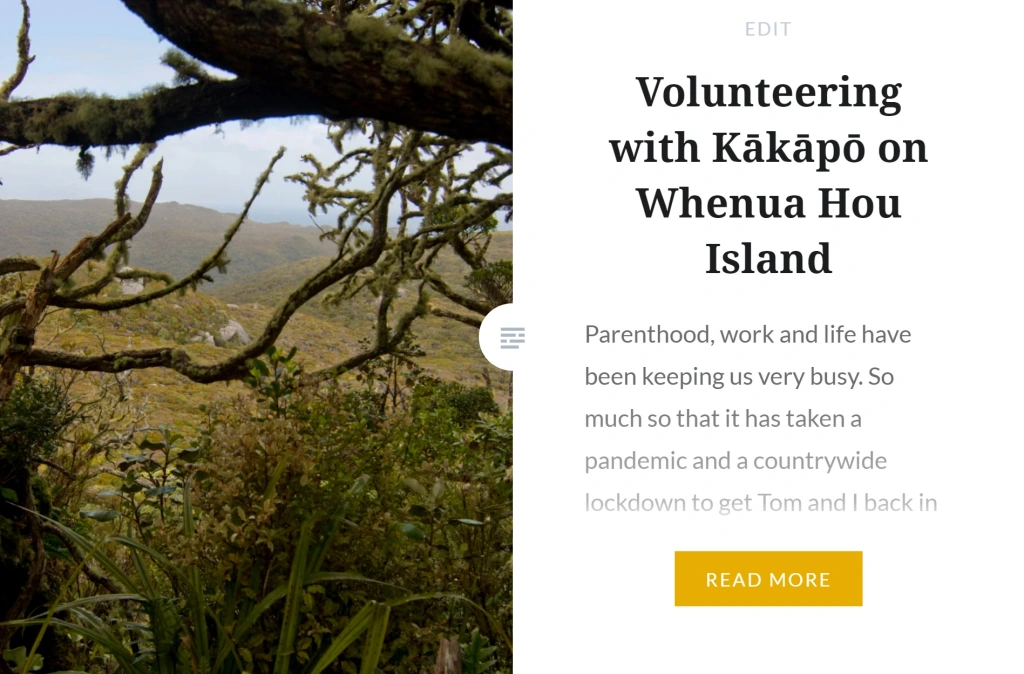 EDIT
Volunteering
with Kākāpō on
Whenua Hou
Island
Parenthood, work and life have
been keeping us very busy. So
much so that it has taken a
pandemic and a countrywide
lockdown to get Tom and I back in
READ MORE